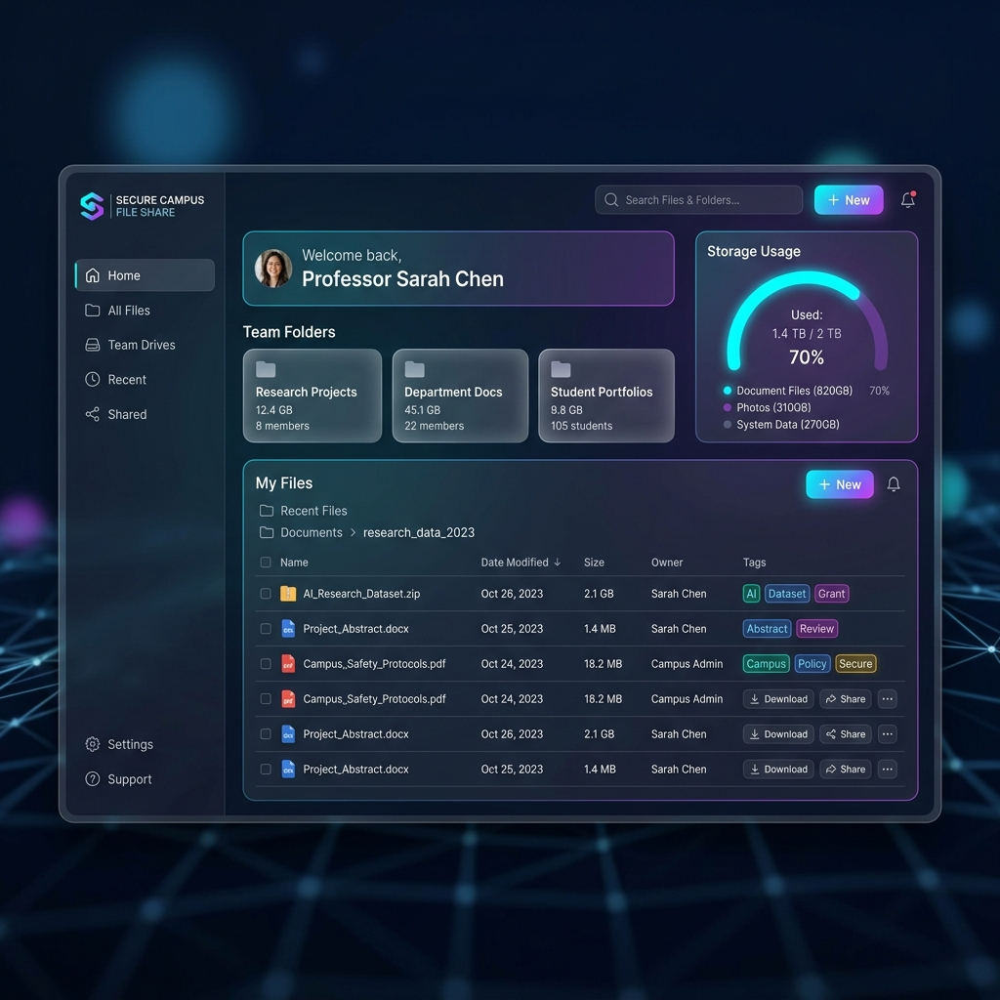 SECURE CAMPUS
FILE SHARE
Search Files & Folders...
+ New
Home
All Files
Team Drives
Recent
Shared
Settings
Support
Welcome back,
Professor Sarah Chen
Storage Usage
Used:
1.4 TB / 2 TB
70%
Document Files (820GB) 70%
Photos (310GB)
System Data (270GB)
Team Folders
Research Projects
12.4 GB
8 members
Department Docs
45.1 GB
22 members
Student Portfolios
9.8 GB
105 students
My Files
+ New
Recent Files
Documents > research_data_2023
Name Date Modified ↓ Size Owner Tags
AI_Research_Dataset.zip Oct 26, 2023 2.1 GB Sarah Chen AI Dataset Grant
Project_Abstract.docx Oct 25, 2023 1.4 MB Sarah Chen Abstract Review
Campus_Safety_Protocols.pdf Oct 24, 2023 18.2 MB Campus Admin Campus Policy Secure
Campus_Safety_Protocols.pdf Oct 24, 2023 18.2 MB Campus Admin Download Share ...
Project_Abstract.docx Oct 26, 2023 2.1 GB Sarah Chen Download Share ...
Project_Abstract.docx Oct 25, 2023 1.4 MB Sarah Chen Download Share ...